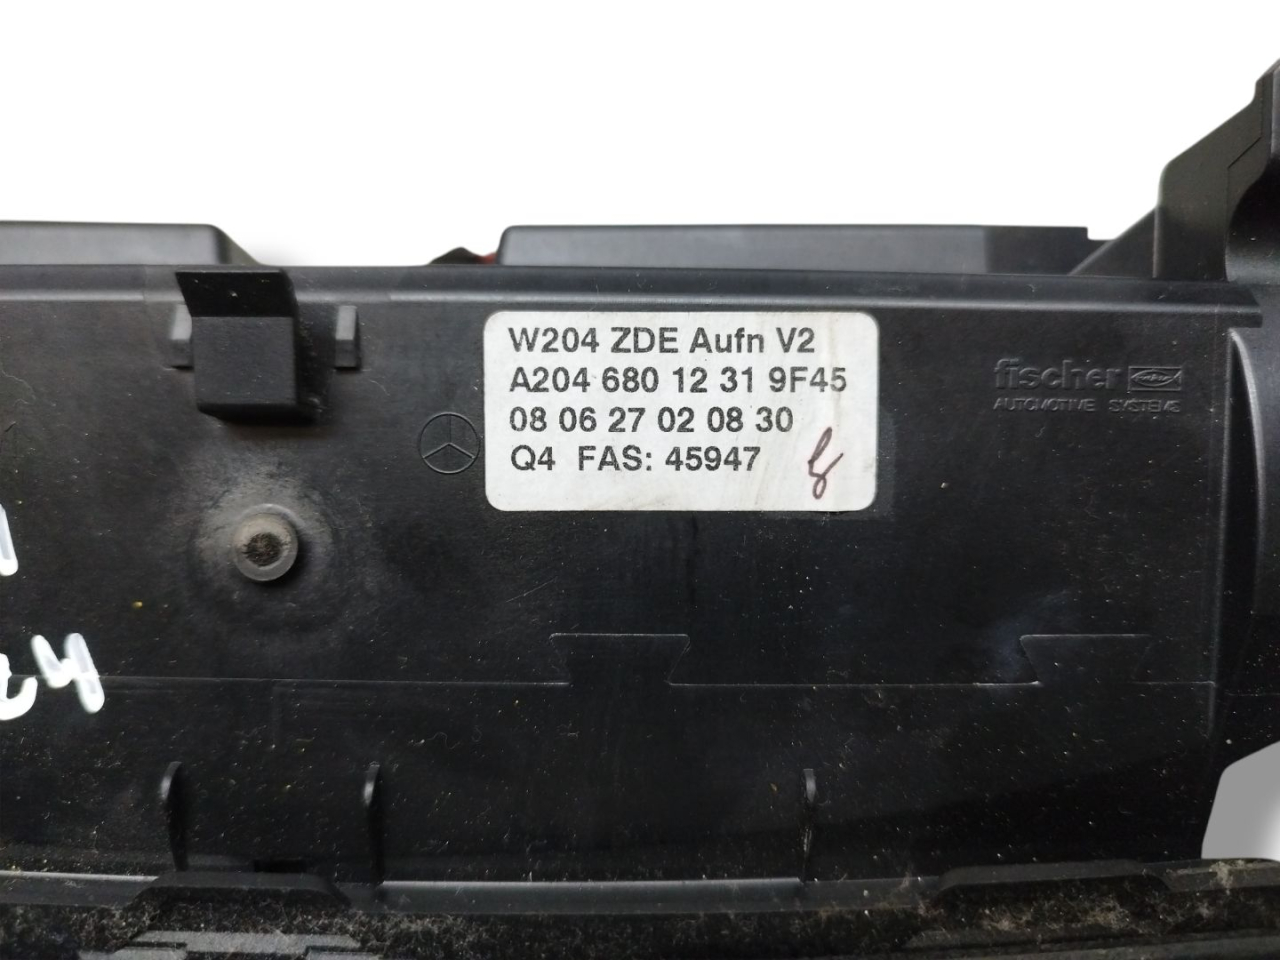 W204 ZDE Aufn V2
A204 680 12 31 9F45
08 06 27 02 08 30
Q4 FAS: 45947
fischer
AUTOMOTIVE SYSTEMS